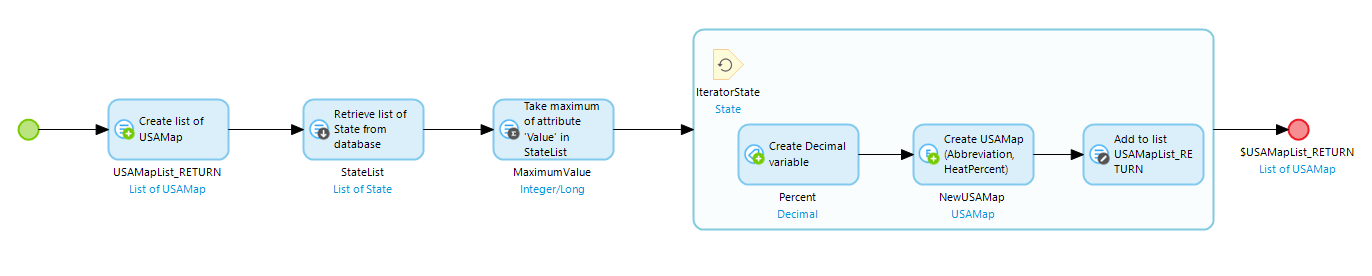 Create list of
USAMap
USAMapList_RETURN
List of USAMap
Retrieve list of
State from
database
StateList
List of State
Take maximum
of attribute
'Value' in
StateList
MaximumValue
Integer/Long
IteratorState
State
Create Decimal
variable
Percent
Decimal
Create USAMap
(Abbreviation,
HeatPercent)
NewUSAMap
USAMap
Add to list
USAMapList_RE
TURN
$USAMapList_RETURN
List of USAMap